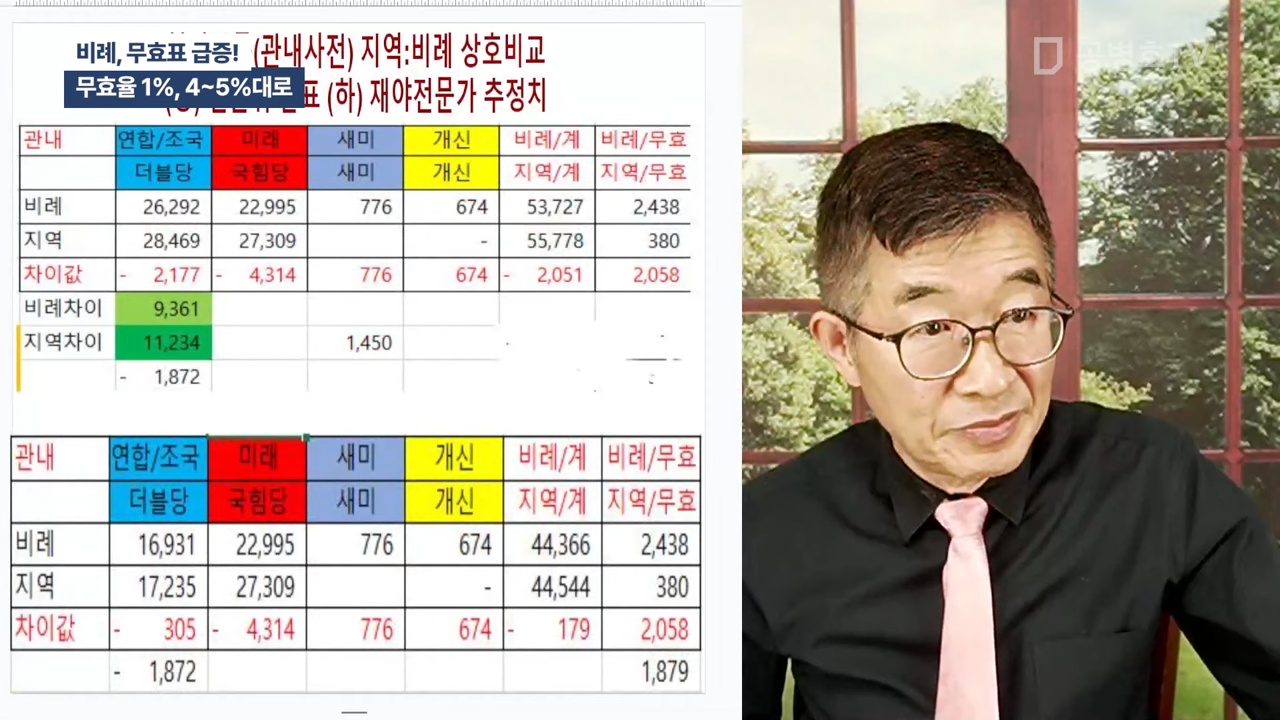 비례, 무효표 급증!
(관내사전) 지역:비례 상호비교
무효율 1%, 4~5%대로
표 (하) 재야전문가 추정치
관내 연합/조국 미래 새미 개신 비례/계 비례/무효
더블당 국힘당 새미 개신 지역/계 지역/무효
비례 26,292 22,995 776 674 53,727 2,438
지역 28,469 27,309 - 55,778 380
차이값 - 2,177 - 4,314 776 674 - 2,051 2,058
비례차이 9,361
지역차이 11,234 1,450
- 1,872
관내 연합/조국 미래 새미 개신 비례/계 비례/무효
더블당 국힘당 새미 개신 지역/계 지역/무효
비례 16,931 22,995 776 674 44,366 2,438
지역 17,235 27,309 - 44,544 380
차이값 - 305 - 4,314 776 674 - 179 2,058
- 1,872 1,879
공병호TV